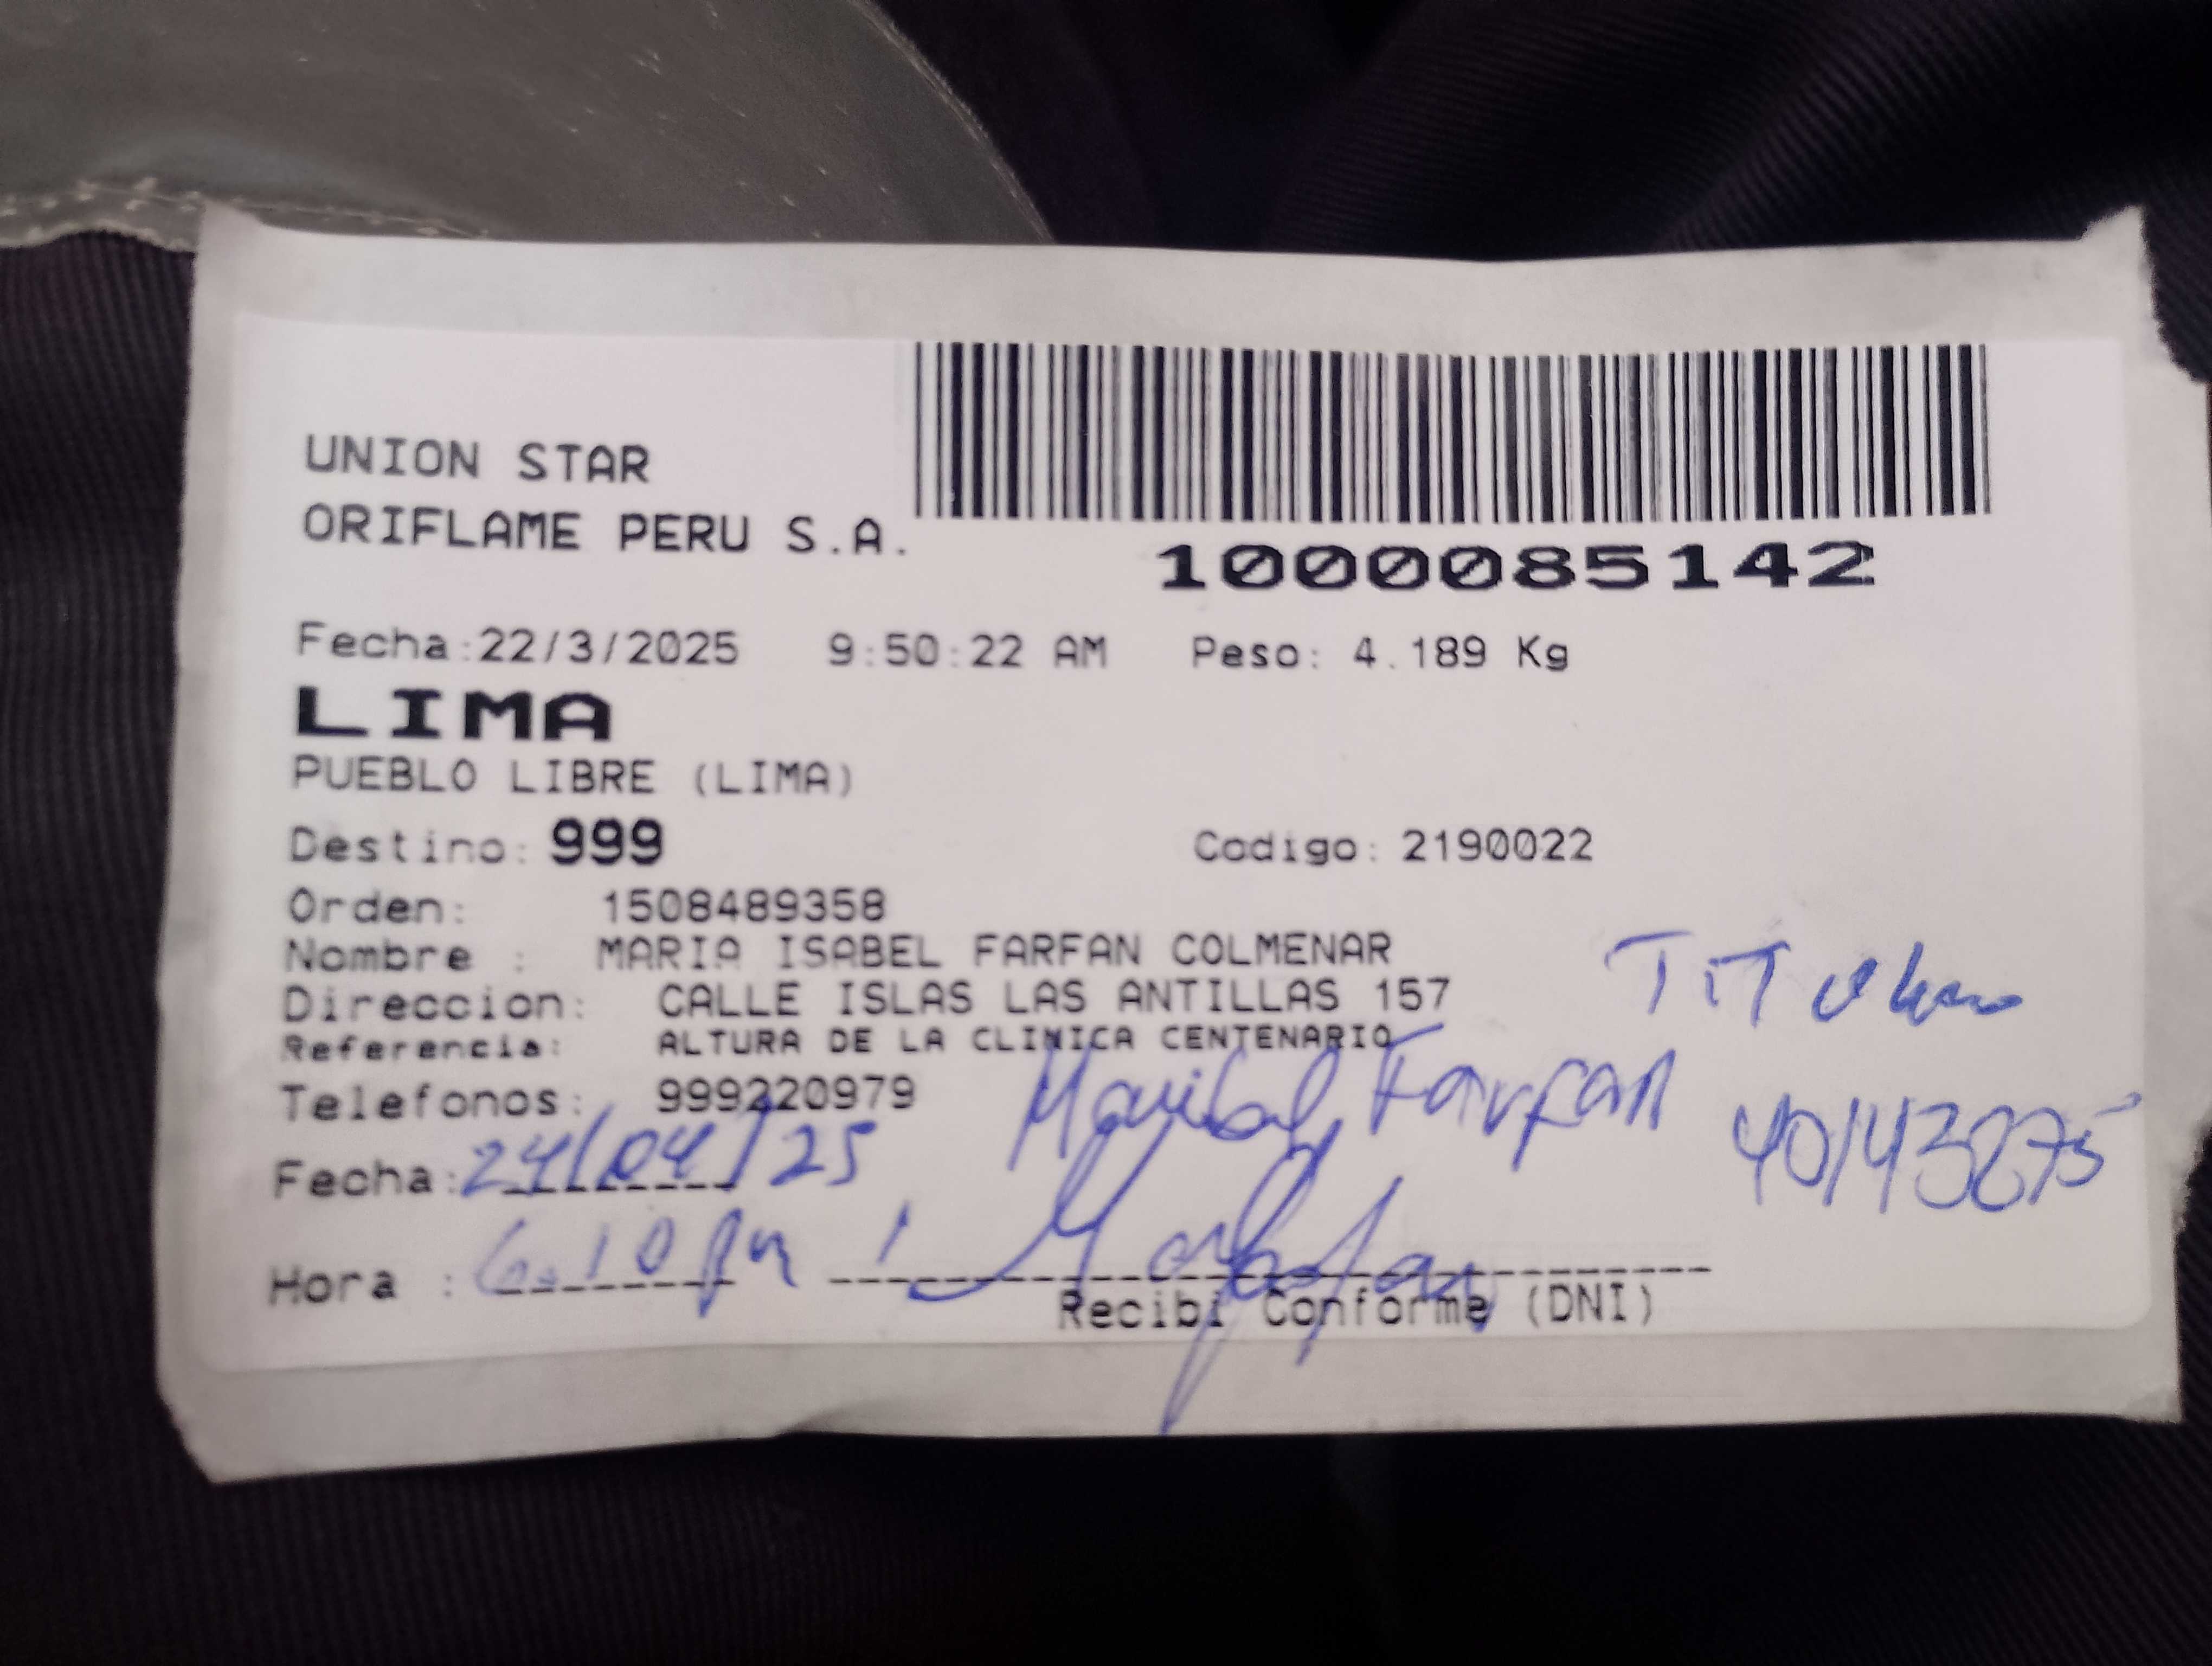 UNION STAR
ORIFLAME PERU S.A.
1000085142
Fecha:22/3/2025 9:50:22 AM Peso: 4.189 Kg
LIMA
PUEBLO LIBRE (LIMA)
Destino: 999 Codigo: 2190022
Orden: 1508489358
Nombre : MARIA ISABEL FARFAN COLMENAR
Direccion: CALLE ISLAS LAS ANTILLAS 157
Referencia: ALTURA DE LA CLINICA CENTENARIO
Telefonos: 999220979
Maribel Farfan
40143275
Fecha: 24/04/25
Hora : 6:10 pm
Recibi Conforme (DNI)